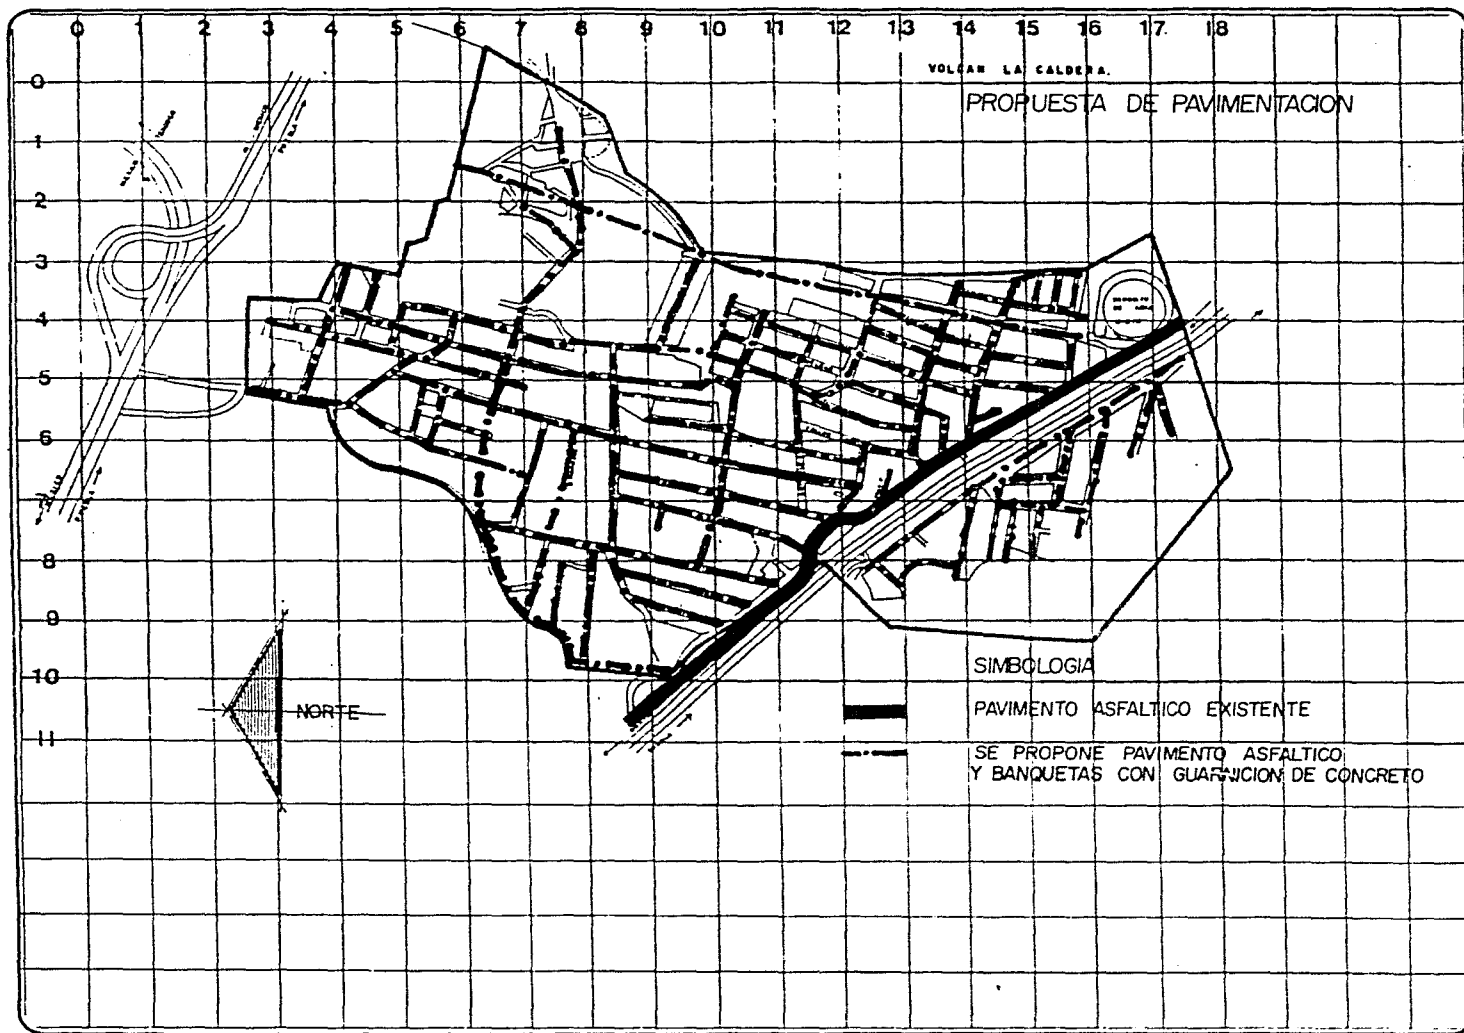 0 1 2 3 4 5 6 7 8 9 10 11 12 13 14 15 16 17 18
VOLCAN LA CALDERA.
PROPUESTA DE PAVIMENTACION
0
1
2
3
4
5
6
7
8
9
10
11
PUEBLA
NORTE
SIMBOLOGIA
PAVIMENTO ASFALTICO EXISTENTE
SE PROPONE PAVIMENTO ASFALTICO
Y BANQUETAS CON GUARNICION DE CONCRETO